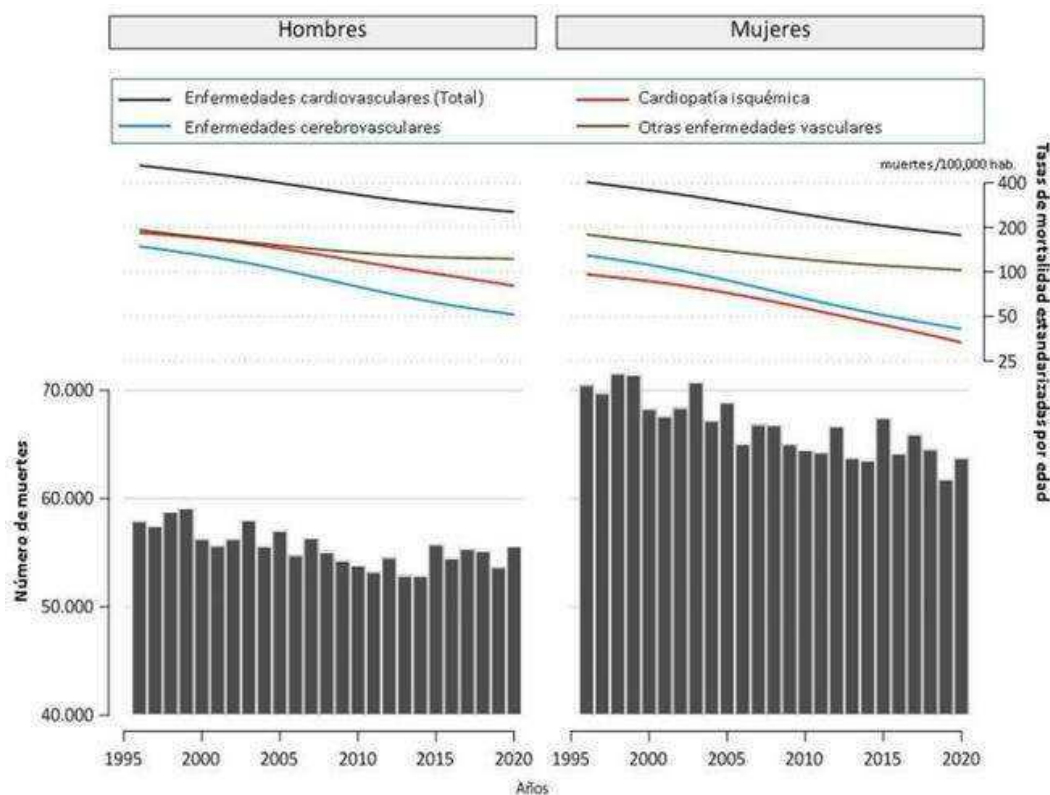 Hombres
Mujeres
Enfermedades cardiovasculares (Total)
Cardiopatía isquémica
Enfermedades cerebrovasculares
Otras enfermedades vasculares
muertes/100,000 hab.
400
200
100
50
25
Tasas de mortalidad estandarizadas por edad
70.000
60.000
50.000
40.000
Número de muertes
1995 2000 2005 2010 2015 2020
1995 2000 2005 2010 2015 2020
Años